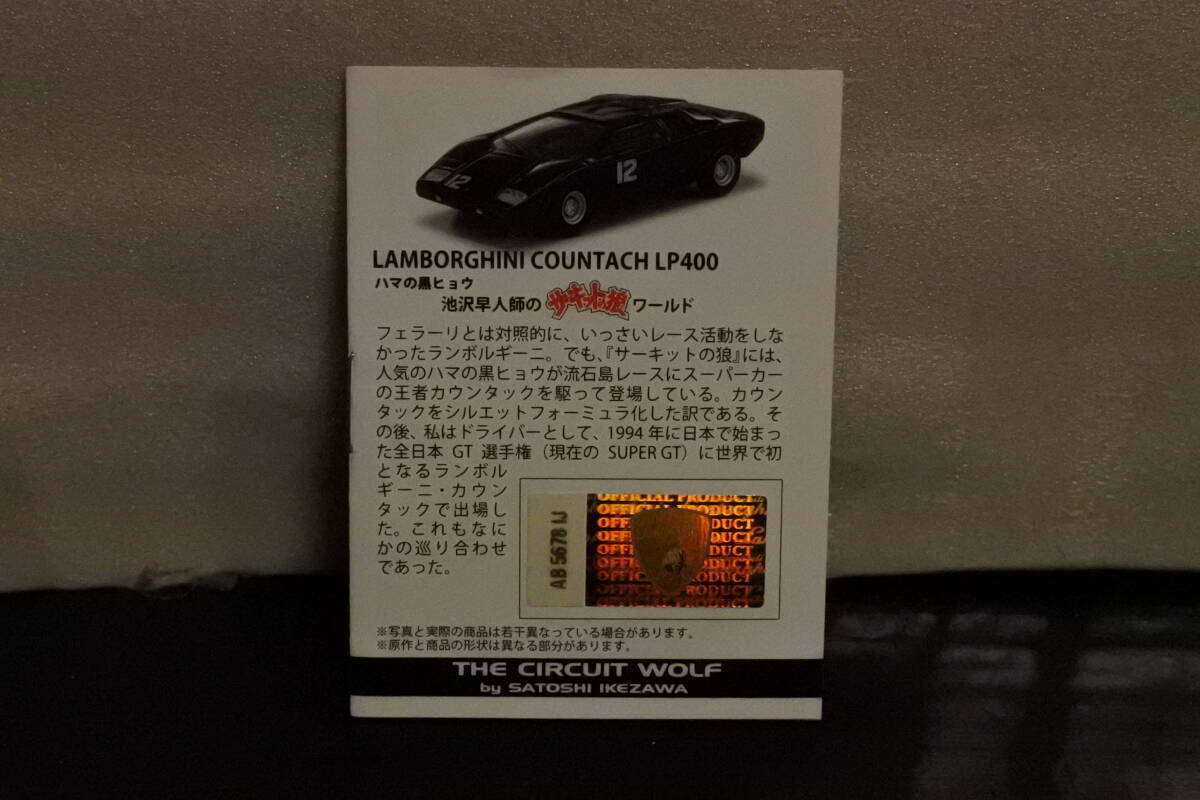 12
12
LAMBORGHINI COUNTACH LP400
ハマの黒ヒョウ
池沢早人師の サーキットの狼 ワールド
フェラーリとは対照的に、いっさいレース活動をしな
かったランボルギーニ。でも、『サーキットの狼』には、
人気のハマの黒ヒョウが流石島レースにスーパーカー
の王者カウンタックを駆って登場している。カウン
タックをシルエットフォーミュラ化した訳である。そ
の後、私はドライバーとして、1994 年に日本で始まっ
た全日本 GT 選手権（現在の SUPER GT）に世界で初
となるランボル
ギーニ・カウン
タックで出場し
た。これもなに
かの巡り合わせ
であった。
AB 5678 IJ
OFFICIAL PRODUCT
OFFICIAL PRODUCT
※写真と実際の商品は若干異なっている場合があります。
※原作と商品の形状は異なる部分があります。
THE CIRCUIT WOLF
by SATOSHI IKEZAWA